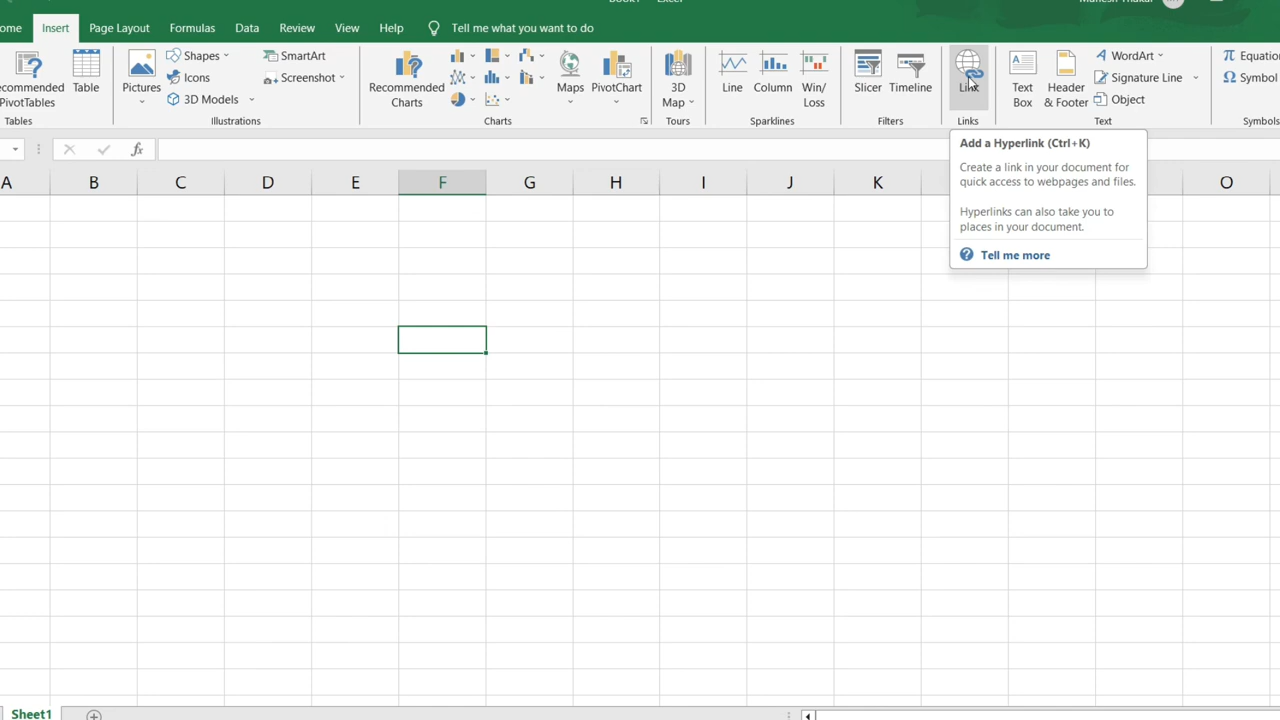 Insert
Page Layout
Formulas
Data
Review
View
Help
Tell me what you want to do
PivotTables
Table
Tables
Pictures
Shapes
Icons
3D Models
SmartArt
Screenshot
Illustrations
Recommended
Charts
Maps
PivotChart
Charts
3D
Map
Tours
Line
Column
Win/
Loss
Sparklines
Slicer
Timeline
Filters
Link
Links
Text
Box
Header
& Footer
WordArt
Signature Line
Object
Text
Symbol
Symbols
fx
Add a Hyperlink (Ctrl+K)
Create a link in your document for
quick access to webpages and files.
Hyperlinks can also take you to
places in your document.
Tell me more
A B C D E F G H I J K O
Sheet1